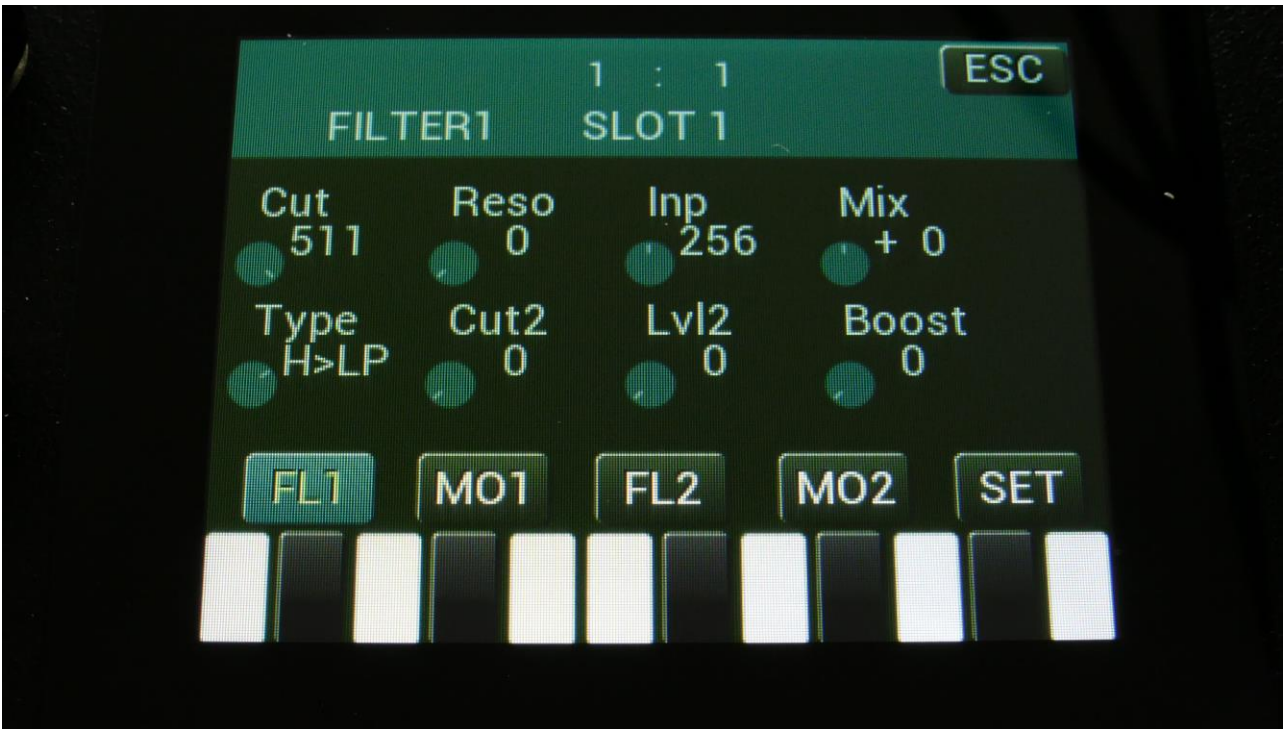 1 : 1 ESC
FILTER1 SLOT 1
Cut Reso Inp Mix
511 0 256 + 0
Type Cut2 Lvl2 Boost
H>LP 0 0 0
FL1 MO1 FL2 MO2 SET